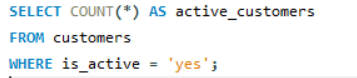 SELECT COUNT(*) AS active_customers
FROM customers
WHERE is_active = 'yes';